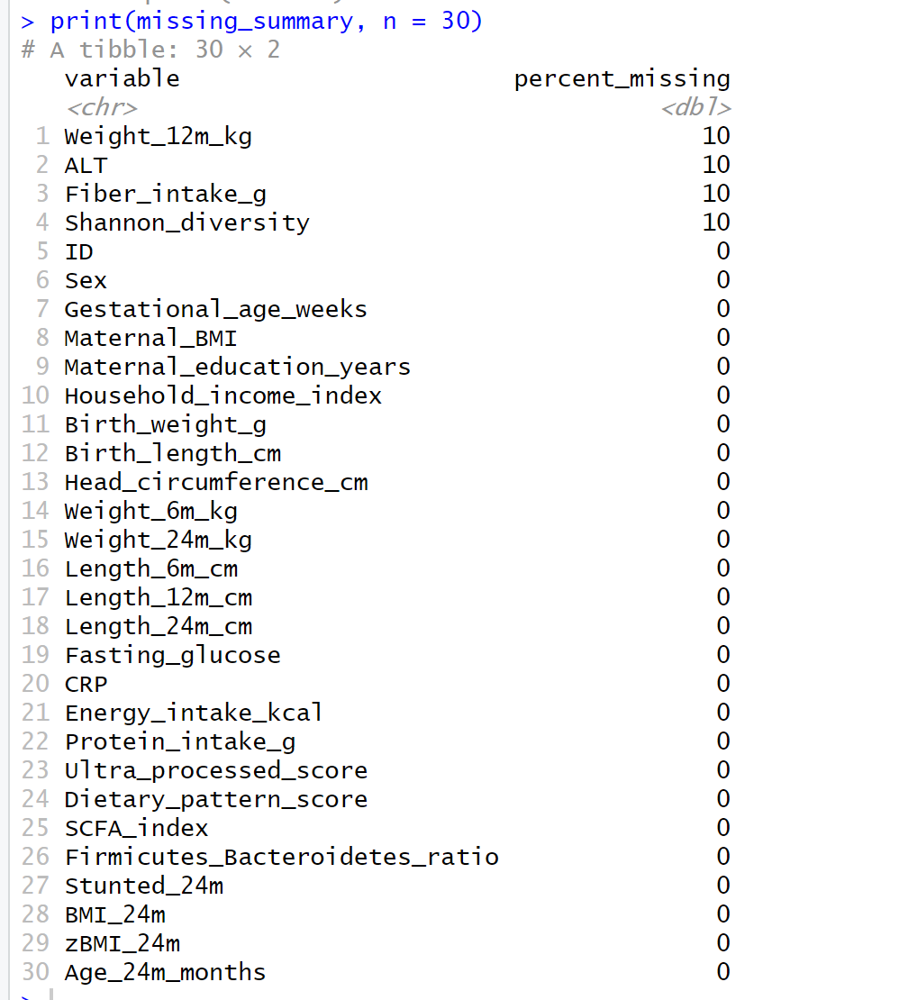 > print(missing_summary, n = 30)
# A tibble: 30 × 2
variable percent_missing
<chr> <dbl>
1 Weight_12m_kg 10
2 ALT 10
3 Fiber_intake_g 10
4 Shannon_diversity 10
5 ID 0
6 Sex 0
7 Gestational_age_weeks 0
8 Maternal_BMI 0
9 Maternal_education_years 0
10 Household_income_index 0
11 Birth_weight_g 0
12 Birth_length_cm 0
13 Head_circumference_cm 0
14 Weight_6m_kg 0
15 Weight_24m_kg 0
16 Length_6m_cm 0
17 Length_12m_cm 0
18 Length_24m_cm 0
19 Fasting_glucose 0
20 CRP 0
21 Energy_intake_kcal 0
22 Protein_intake_g 0
23 Ultra_processed_score 0
24 Dietary_pattern_score 0
25 SCFA_index 0
26 Firmicutes_Bacteroidetes_ratio 0
27 Stunted_24m 0
28 BMI_24m 0
29 zBMI_24m 0
30 Age_24m_months 0
>